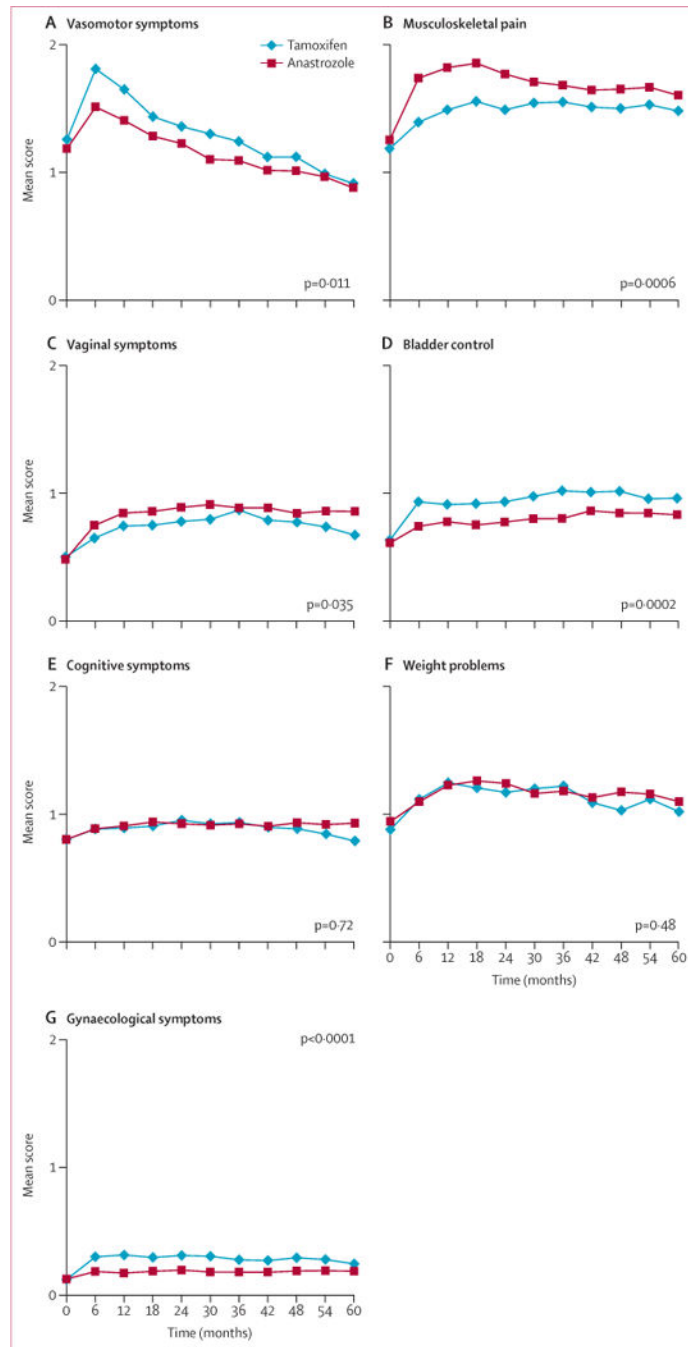 A Vasomotor symptoms
2
Tamoxifen
Anastrozole
Mean score
1
0
p=0·011
B Musculoskeletal pain
p=0·0006
C Vaginal symptoms
2
Mean score
1
0
p=0·035
D Bladder control
p=0·0002
E Cognitive symptoms
2
Mean score
1
0
p=0·72
F Weight problems
p=0·48
0 6 12 18 24 30 36 42 48 54 60
Time (months)
G Gynaecological symptoms
2
p<0·0001
Mean score
1
0
0 6 12 18 24 30 36 42 48 54 60
Time (months)